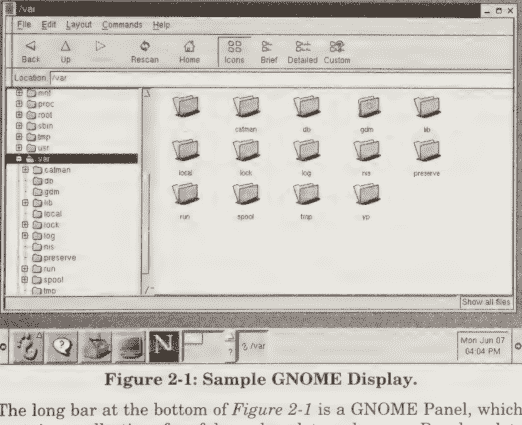 /var
File Edit Layout Commands Help
Back Up Rescan Home Icons Brief Detailed Custom
Location: /var
mnt
proc
root
sbin
tmp
usr
var
catman
db
gdm
lib
local
lock
log
nis
preserve
run
spool
tmp
catman db gdm lib
local lock log nis preserve
run spool tmp yp
Show all files
N
?
/var
Mon Jun 07
04:04 PM
Figure 2-1: Sample GNOME Display.
The long bar at the bottom of Figure 2-1 is a GNOME Panel, which